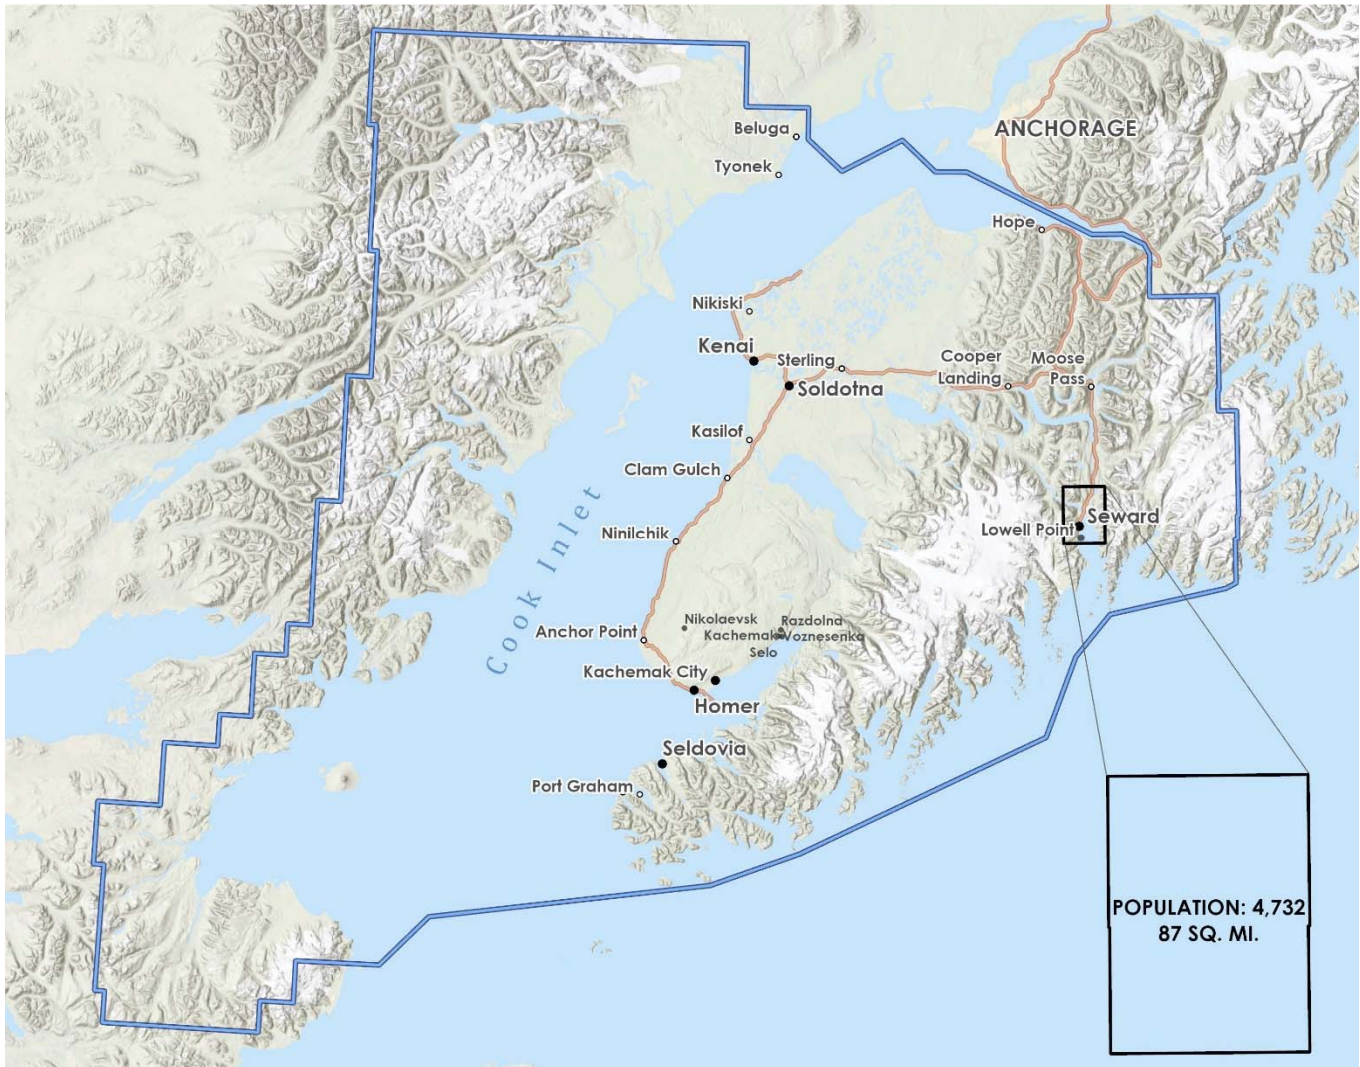 Beluga
ANCHORAGE
Tyonek
Hope
Nikiski
Kenai
Sterling
Cooper
Landing
Moose
Pass
Soldotna
Kasilof
Clam Gulch
Cook Inlet
Seward
Lowell Point
Ninilchik
Nikolaevsk
Razdolna
Kachemak
Selo
Voznesenka
Anchor Point
Kachemak City
Homer
Seldovia
Port Graham
POPULATION: 4,732
87 SQ. MI.